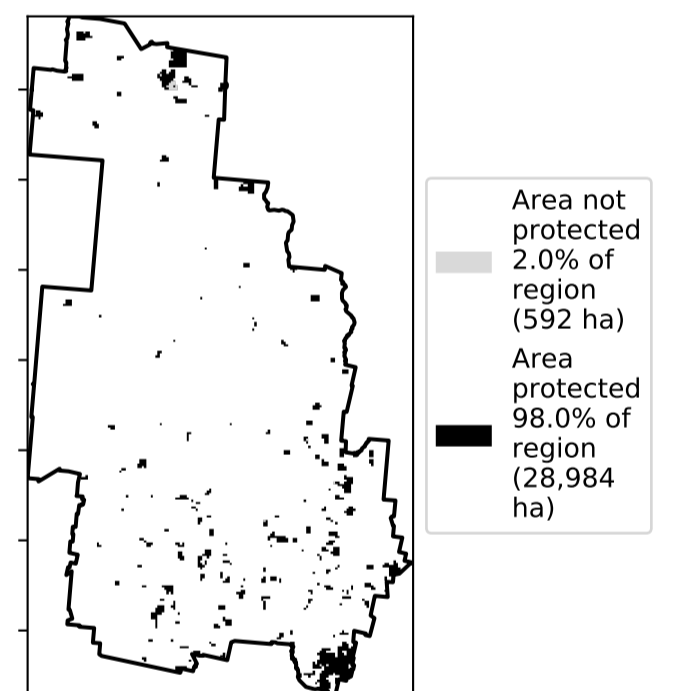 Area not
protected
2.0% of
region
(592 ha)
Area
protected
98.0% of
region
(28,984
ha)